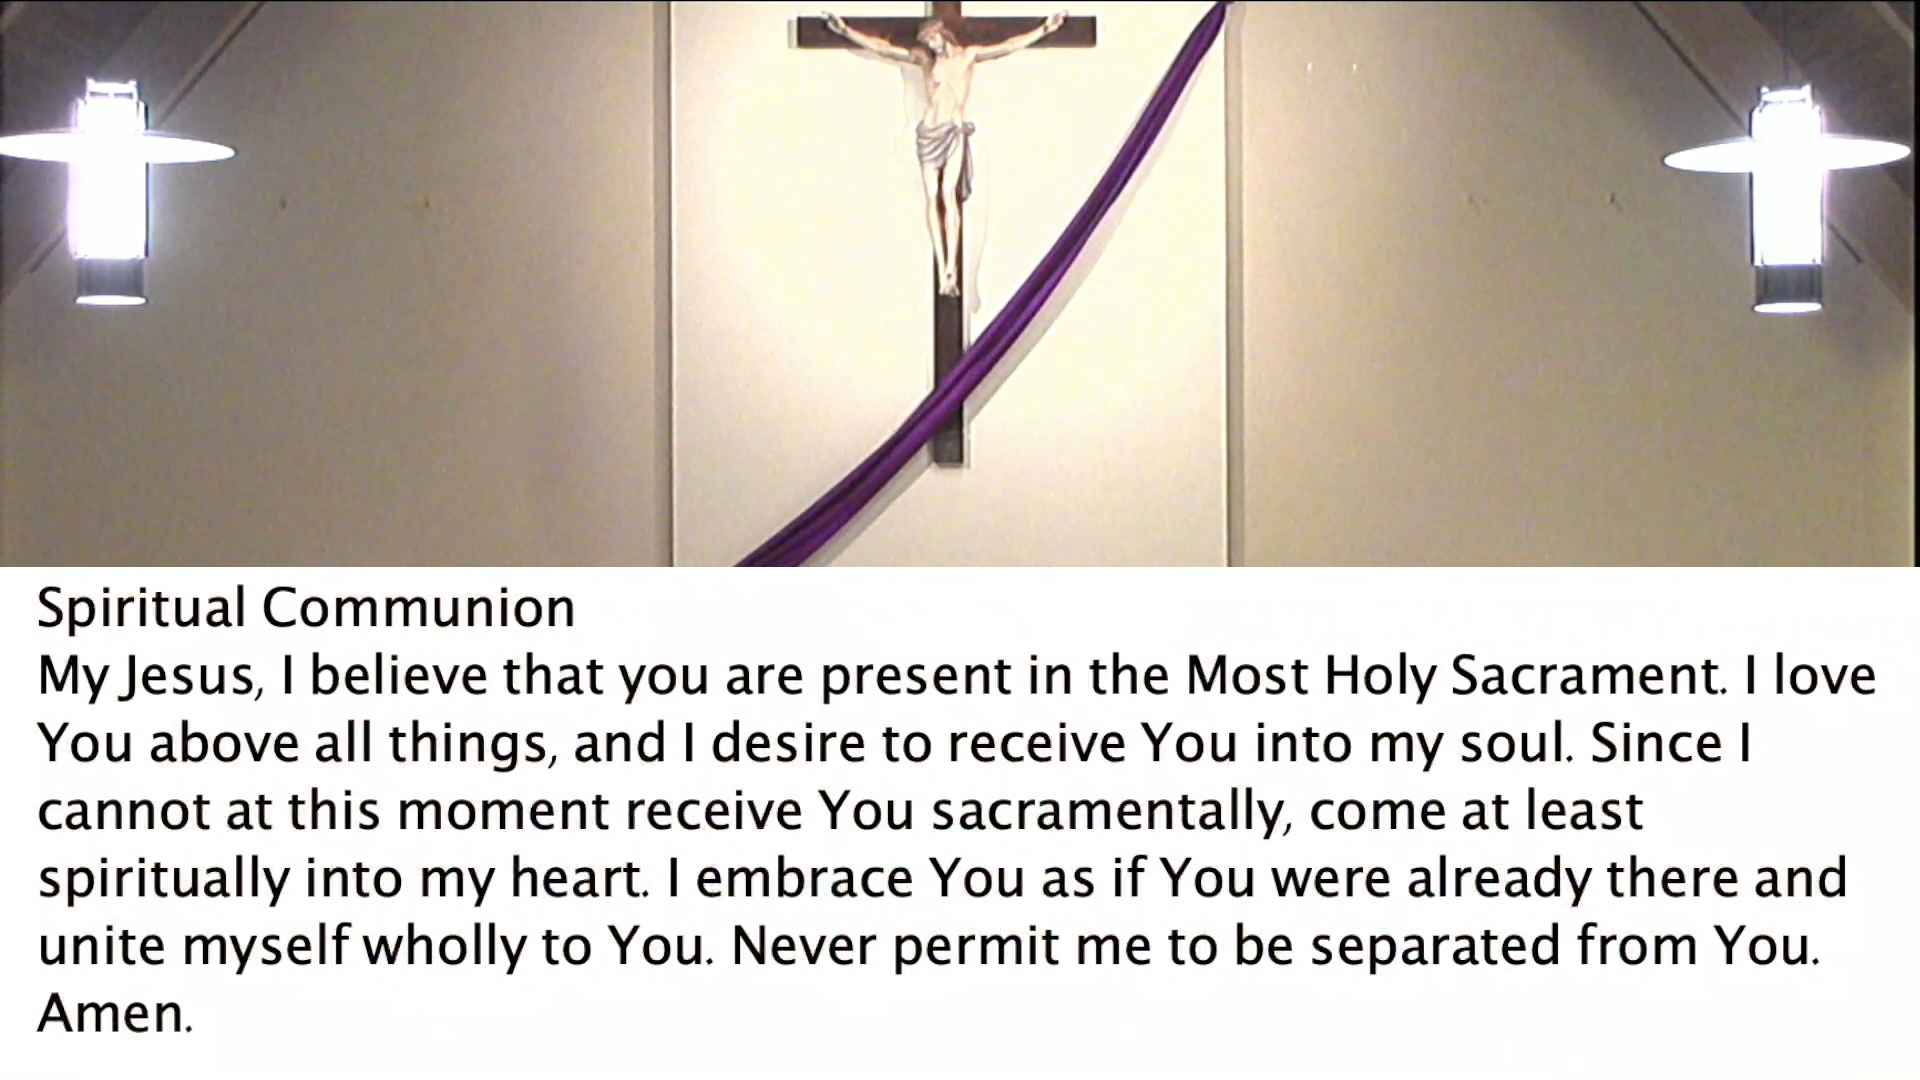 Spiritual Communion
My Jesus, I believe that you are present in the Most Holy Sacrament. I love
You above all things, and I desire to receive You into my soul. Since I
cannot at this moment receive You sacramentally, come at least
spiritually into my heart. I embrace You as if You were already there and
unite myself wholly to You. Never permit me to be separated from You.
Amen.